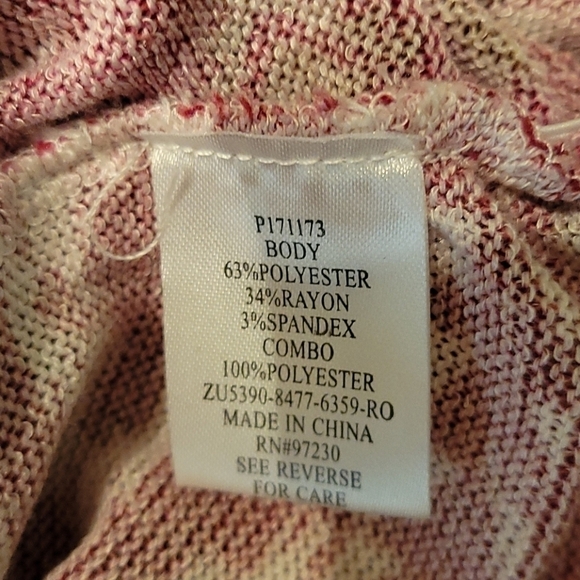 P171173
BODY
63%POLYESTER
34%RAYON
3%SPANDEX
COMBO
100%POLYESTER
ZU5390-8477-6359-RO
MADE IN CHINA
RN#97230
SEE REVERSE
FOR CARE